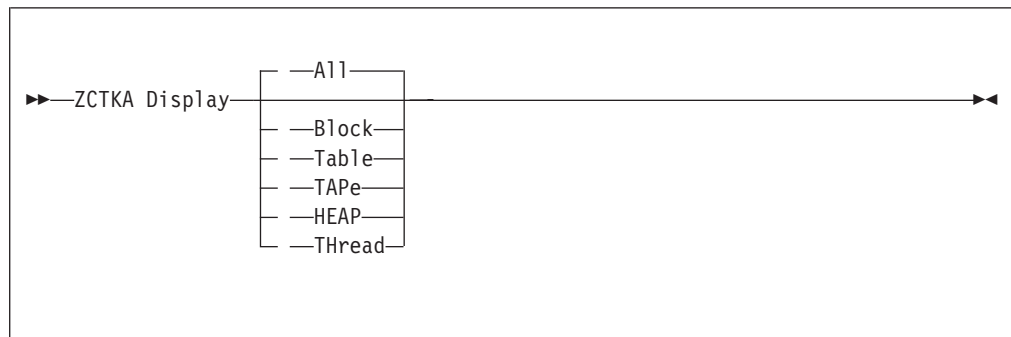 All
ZCTKA Display
Block
Table
TAPe
HEAP
THread